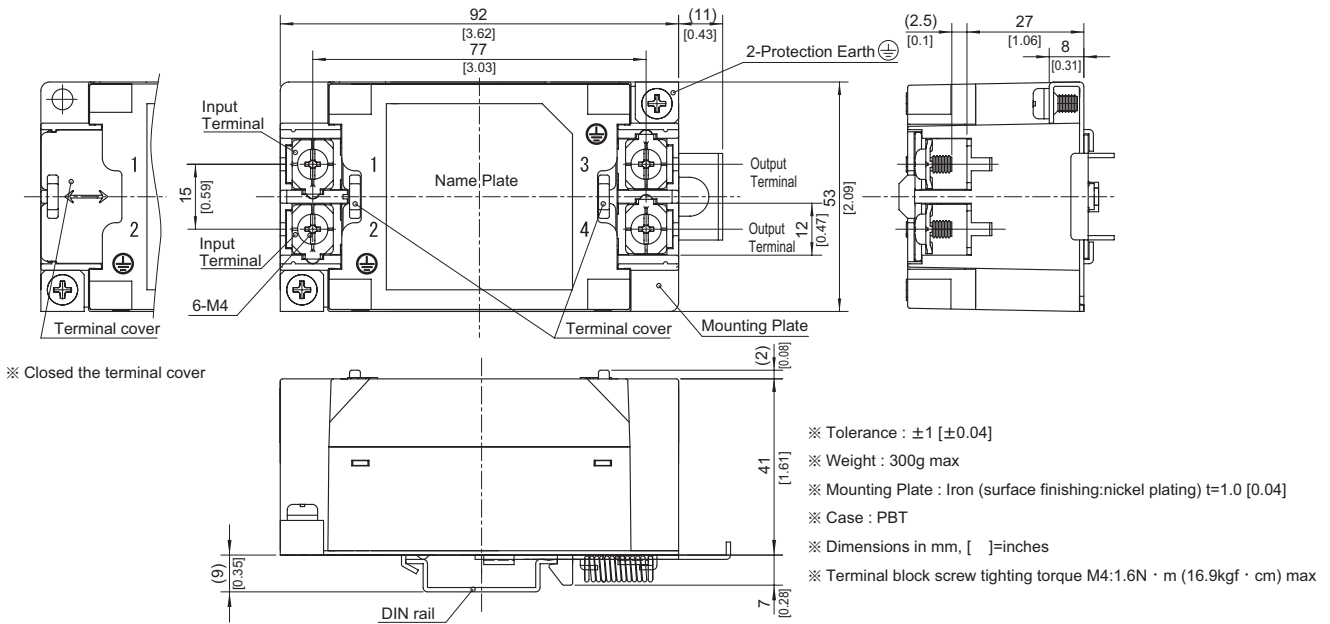 92
[3.62]
(11)
[0.43]
77
[3.03]
2-Protection Earth
(2.5)
[0.1]
27
[1.06]
8
[0.31]
Input
Terminal
1
2
15
[0.59]
1
2
Name Plate
3
4
Output
Terminal
Output
Terminal
53
[2.09]
12
[0.47]
Input
Terminal
6-M4
Terminal cover
Terminal cover
Mounting Plate
※ Closed the terminal cover
(2)
[0.08]
41
[1.61]
(9)
[0.35]
7
[0.28]
DIN rail
※ Tolerance : ±1 [±0.04]
※ Weight : 300g max
※ Mounting Plate : Iron (surface finishing:nickel plating) t=1.0 [0.04]
※ Case : PBT
※ Dimensions in mm, [   ]=inches
※ Terminal block screw tighting torque M4:1.6N · m (16.9kgf · cm) max